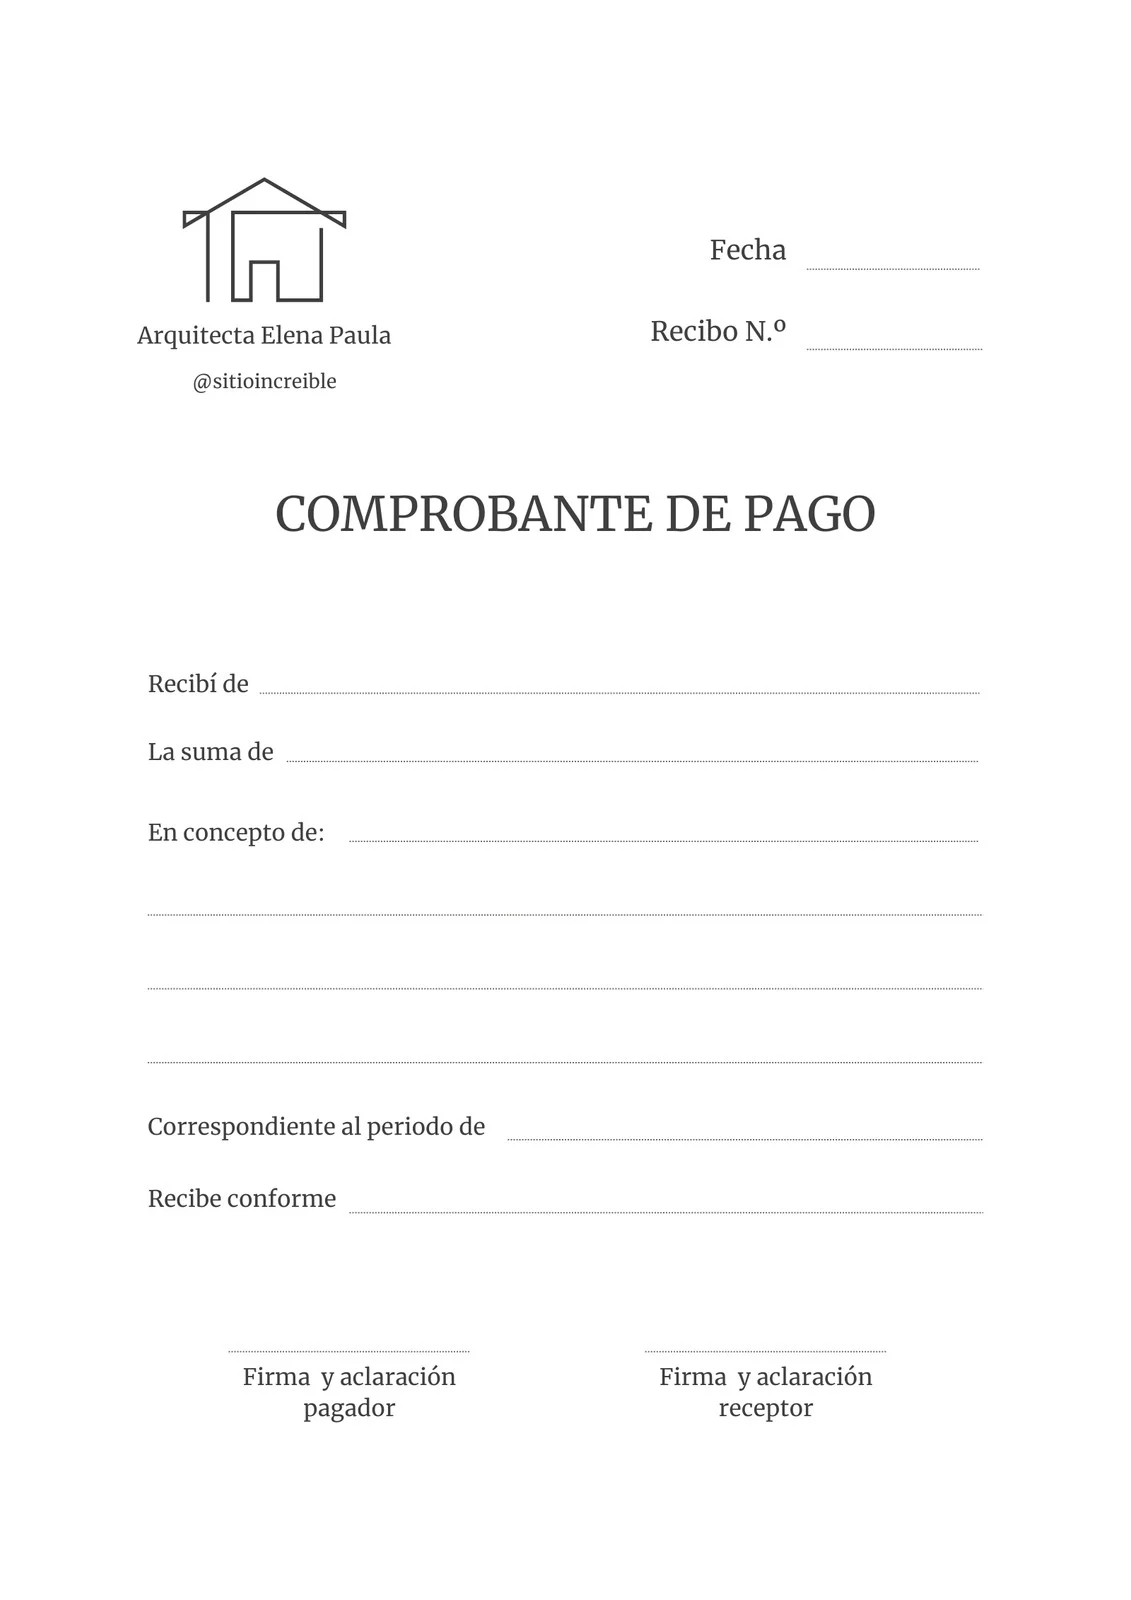 Arquitecta Elena Paula
@sitioincreible
Fecha
Recibo N.º
COMPROBANTE DE PAGO
Recibí de
La suma de
En concepto de:
Correspondiente al periodo de
Recibe conforme
Firma y aclaración
pagador
Firma y aclaración
receptor